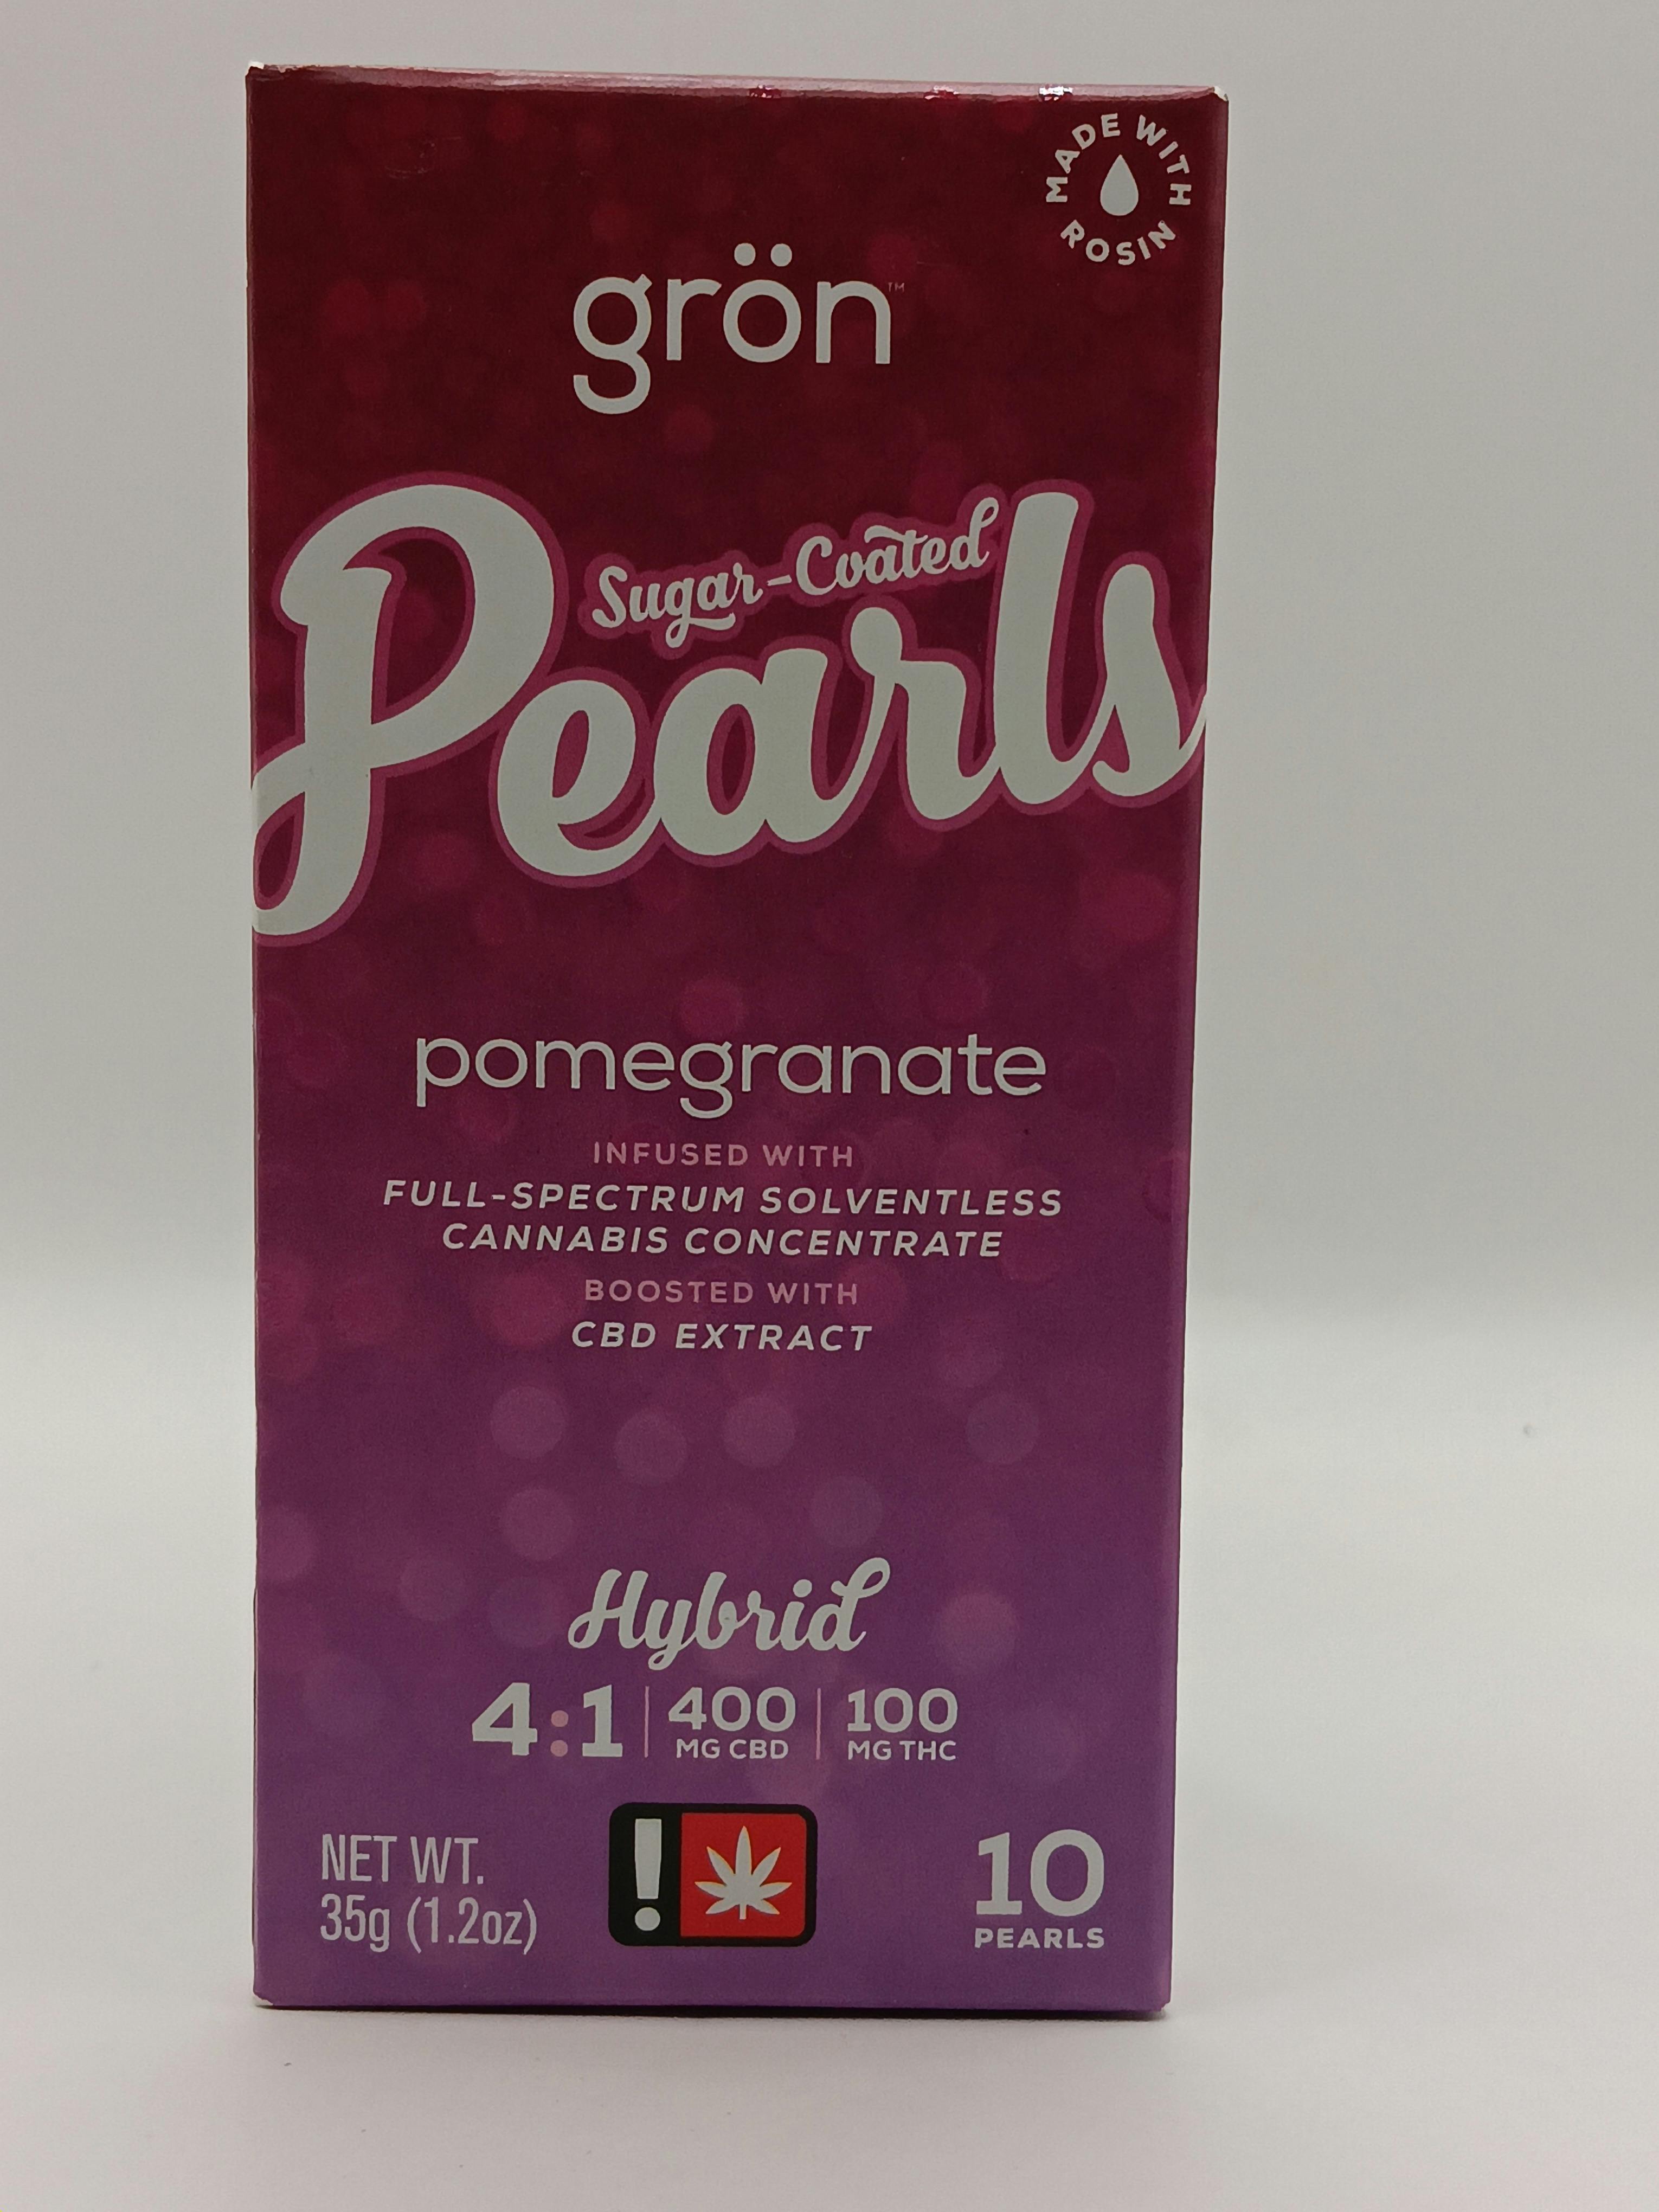 MADE WITH
ROSIN
grön™
Sugar-Coated
Pearls
pomegranate
INFUSED WITH
FULL-SPECTRUM SOLVENTLESS
CANNABIS CONCENTRATE
BOOSTED WITH
CBD EXTRACT
Hybrid
4:1 | 400 MG CBD | 100 MG THC
NET WT.
35g (1.2oz)
!
10
PEARLS